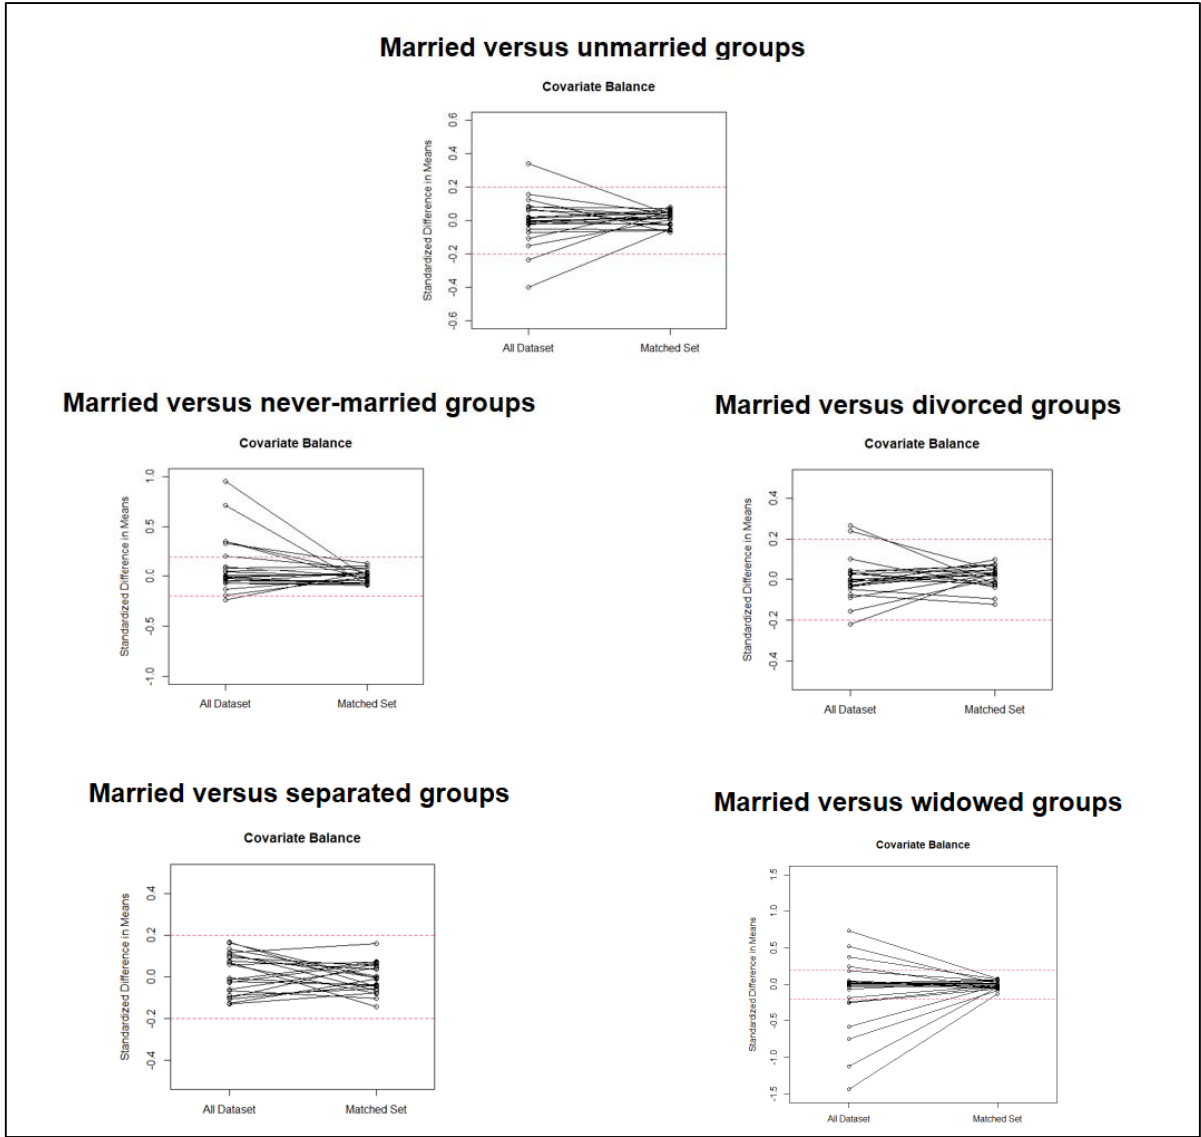 Married versus unmarried groups
Covariate Balance
Standardized Difference in Means
0.6
0.4
0.2
0.0
-0.2
-0.4
-0.6
All Dataset Matched Set
Married versus never-married groups
Covariate Balance
Standardized Difference in Means
1.0
0.5
0.0
-0.5
-1.0
All Dataset Matched Set
Married versus divorced groups
Covariate Balance
Standardized Difference in Means
0.4
0.2
0.0
-0.2
-0.4
All Dataset Matched Set
Married versus separated groups
Covariate Balance
Standardized Difference in Means
0.4
0.2
0.0
-0.2
-0.4
All Dataset Matched Set
Married versus widowed groups
Covariate Balance
Standardized Difference in Means
1.5
1.0
0.5
0.0
-0.5
-1.0
-1.5
All Dataset Matched Set